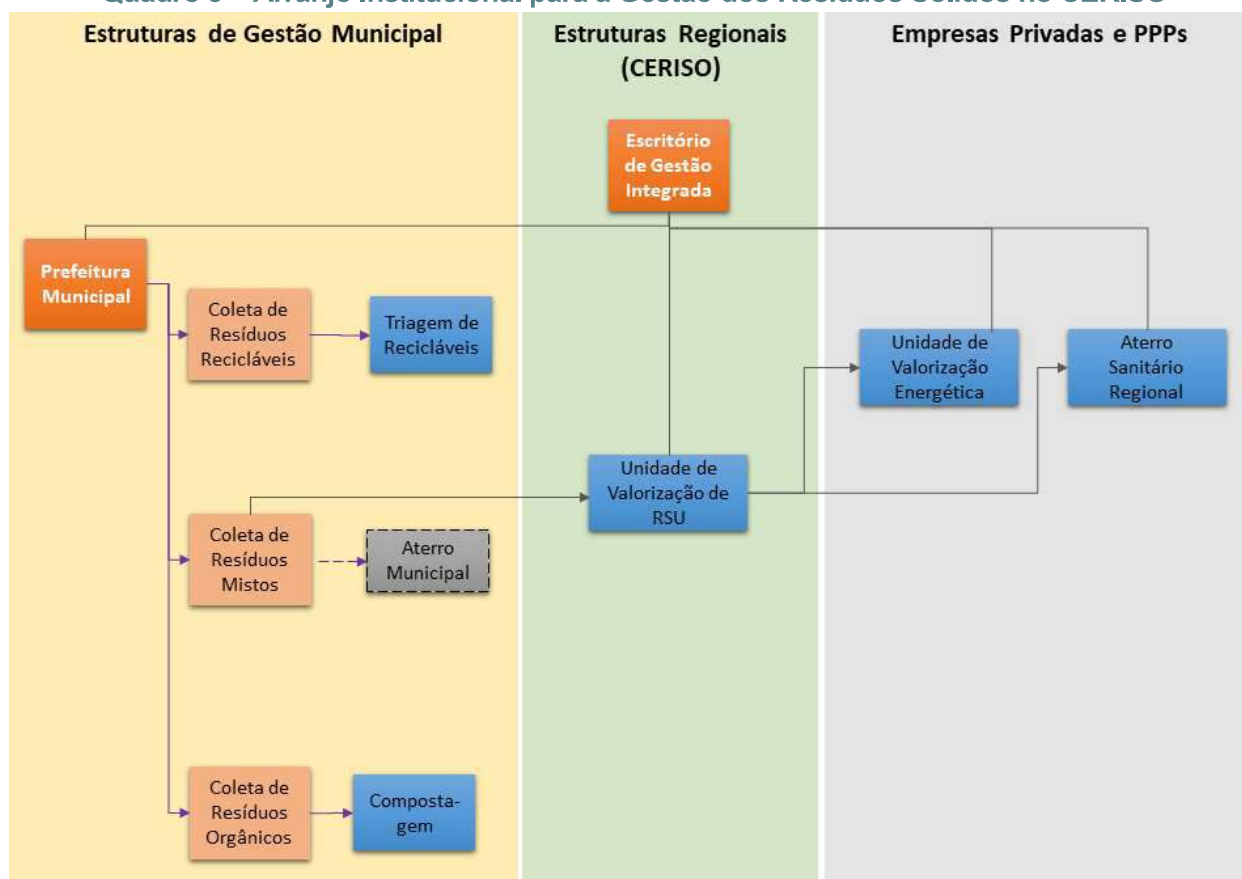 Estruturas de Gestão Municipal
Estruturas Regionais
(CERISO)
Empresas Privadas e PPPs
Escritório
de Gestão
Integrada
Prefeitura
Municipal
Coleta de
Resíduos
Recicláveis
Triagem de
Recicláveis
Unidade de
Valorização
Energética
Aterro
Sanitário
Regional
Unidade de
Valorização de
RSU
Coleta de
Resíduos
Mistos
Aterro
Municipal
Coleta de
Resíduos
Orgânicos
Composta-
gem